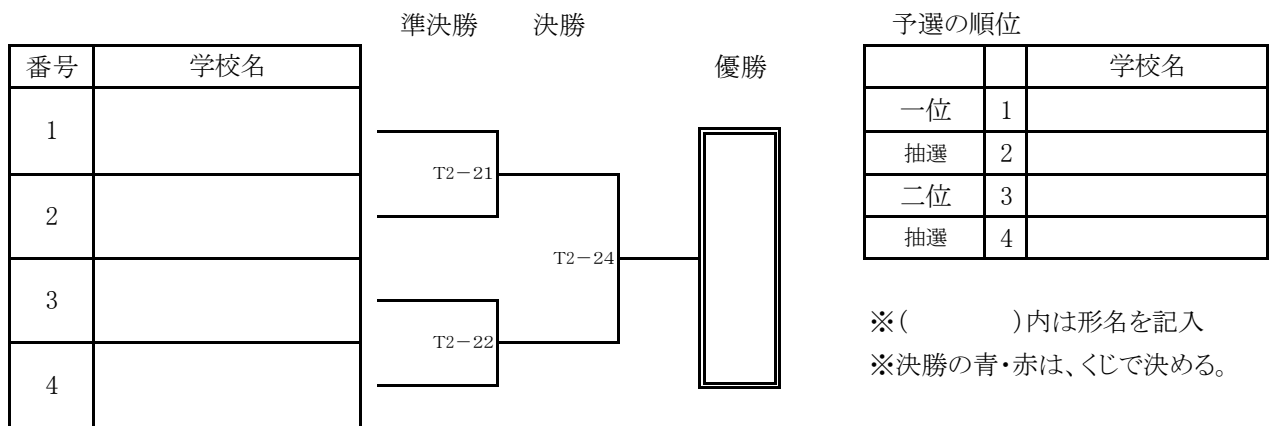 準決勝 決勝
番号 学校名
優勝
1
2
3
4
T2-21
T2-24
T2-22
予選の順位
学校名
一位 1
抽選 2
二位 3
抽選 4
※( )内は形名を記入
※決勝の青・赤は、くじで決める。